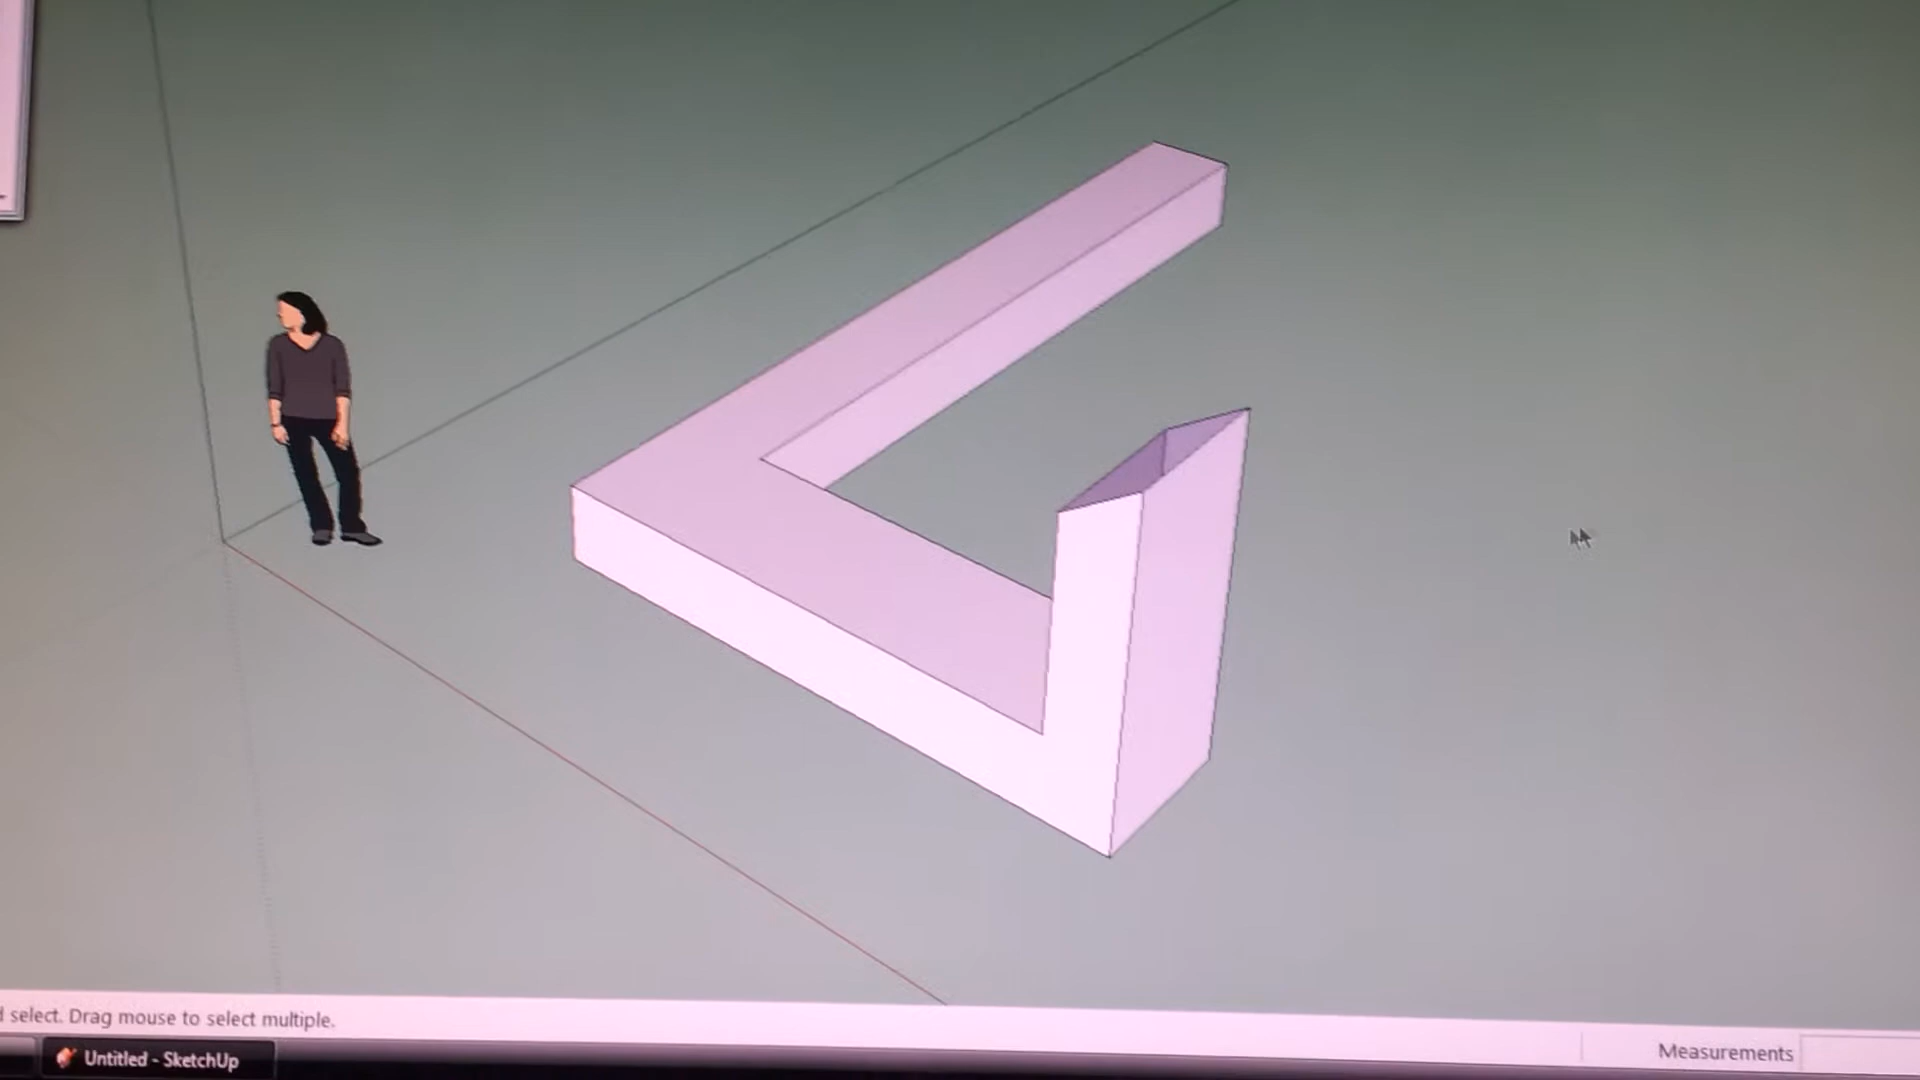 select. Drag mouse to select multiple.
Measurements
Untitled - SketchUp